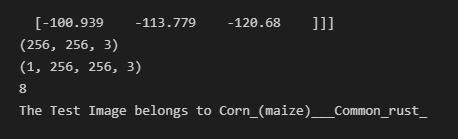 [-100.939 -113.779 -120.68 ]]]
(256, 256, 3)
(1, 256, 256, 3)
8
The Test Image belongs to Corn_(maize)___Common_rust_